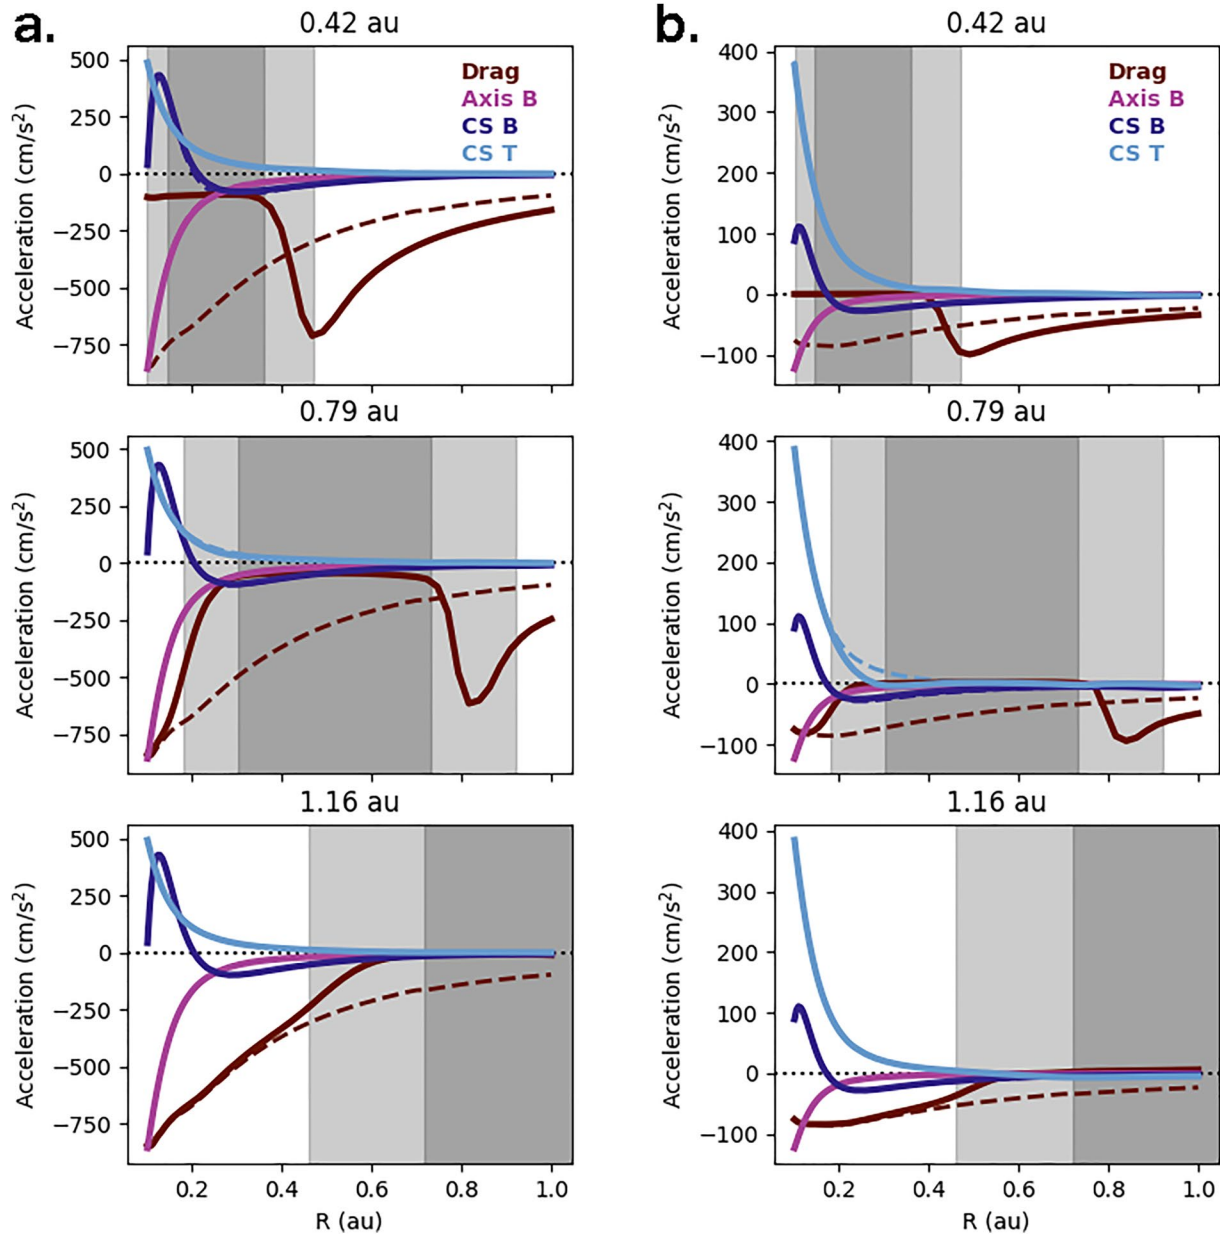 a.
0.42 au
Acceleration (cm/s²)
500
250
0
−250
−500
−750
Drag
Axis B
CS B
CS T
0.79 au
Acceleration (cm/s²)
500
250
0
−250
−500
−750
1.16 au
Acceleration (cm/s²)
500
250
0
−250
−500
−750
0.2 0.4 0.6 0.8 1.0
R (au)
b.
0.42 au
Acceleration (cm/s²)
400
300
200
100
0
−100
Drag
Axis B
CS B
CS T
0.79 au
Acceleration (cm/s²)
400
300
200
100
0
−100
1.16 au
Acceleration (cm/s²)
400
300
200
100
0
−100
0.2 0.4 0.6 0.8 1.0
R (au)